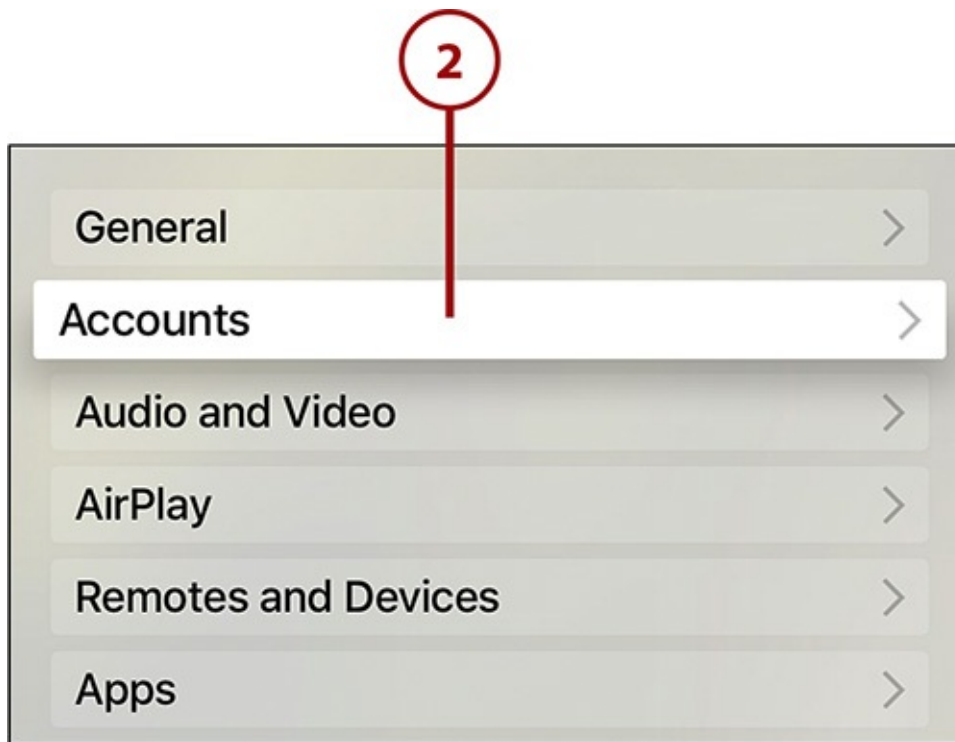 2
General
Accounts
Audio and Video
AirPlay
Remotes and Devices
Apps